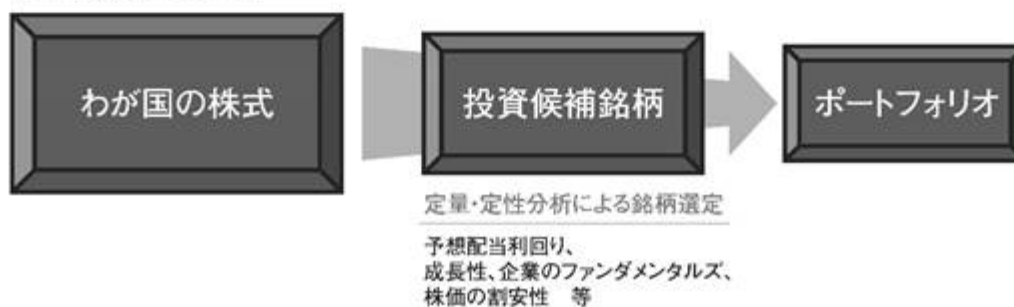 わが国の株式
投資候補銘柄
ポートフォリオ
定量・定性分析による銘柄選定
予想配当利回り、
成長性、企業のファンダメンタルズ、
株価の割安性 等